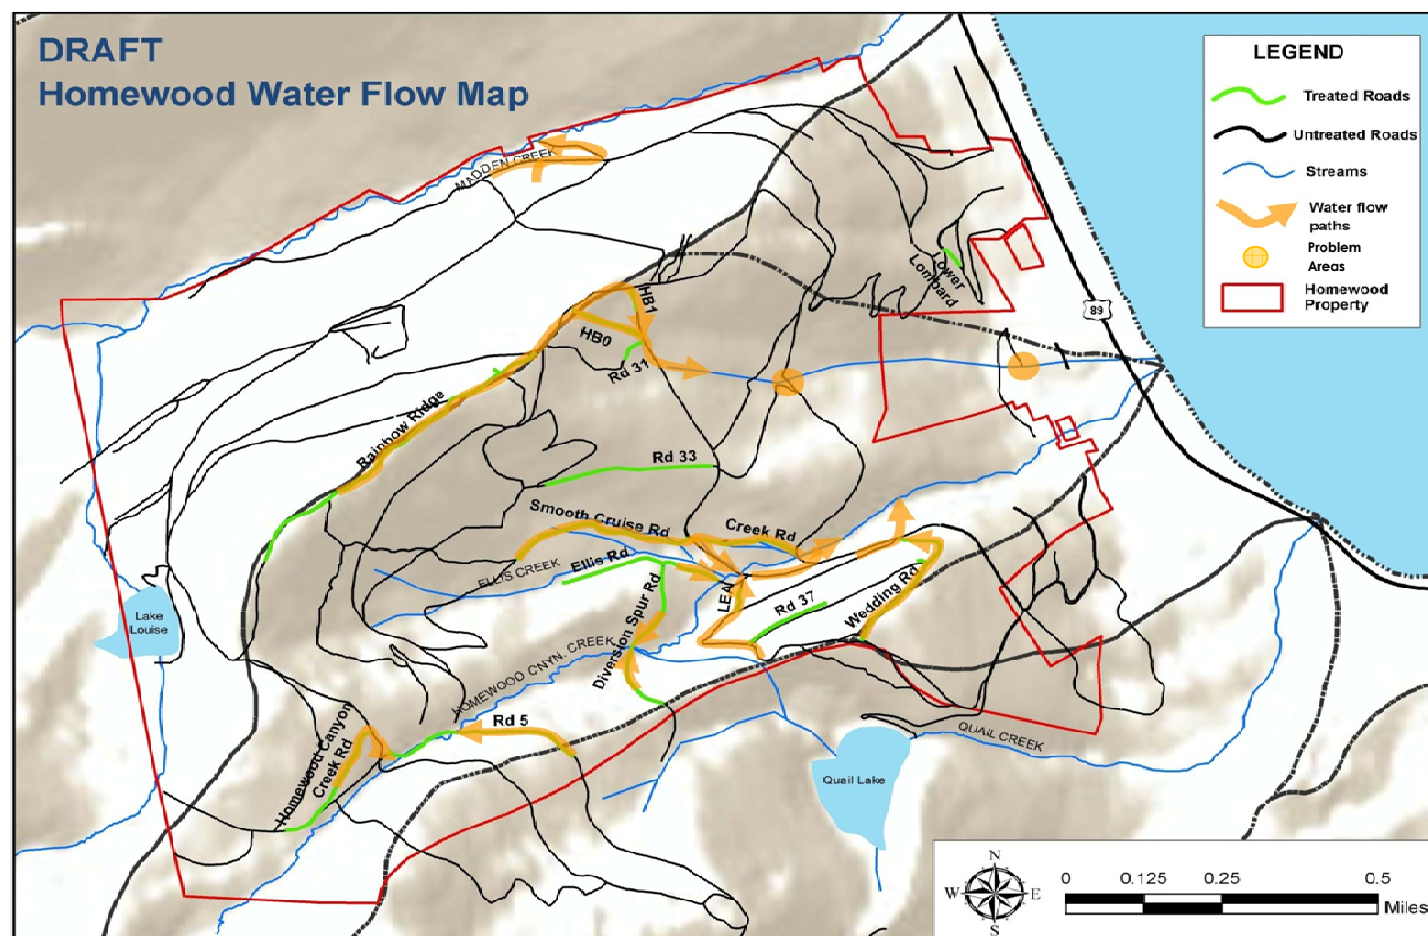 DRAFT
Homewood Water Flow Map
LEGEND
Treated Roads
Untreated Roads
Streams
Water flow
paths
Problem
Areas
Homewood
Property
MADDEN CREEK
Lower
Lombard
89
HB1
HB0
Rd 31
Rainbow Ridge
Rd 33
Smooth Cruise Rd
Creek Rd
Ellis Rd
ELLIS CREEK
LEA
Rd 37
Wedding Rd
Diversion Spur Rd
HOMEWOOD CNYN. CREEK
Lake
Louise
Rd 5
Homewood Canyon
Creek Rd
QUAIL CREEK
Quail Lake
N
W
E
S
0
0.125
0.25
0.5
Miles